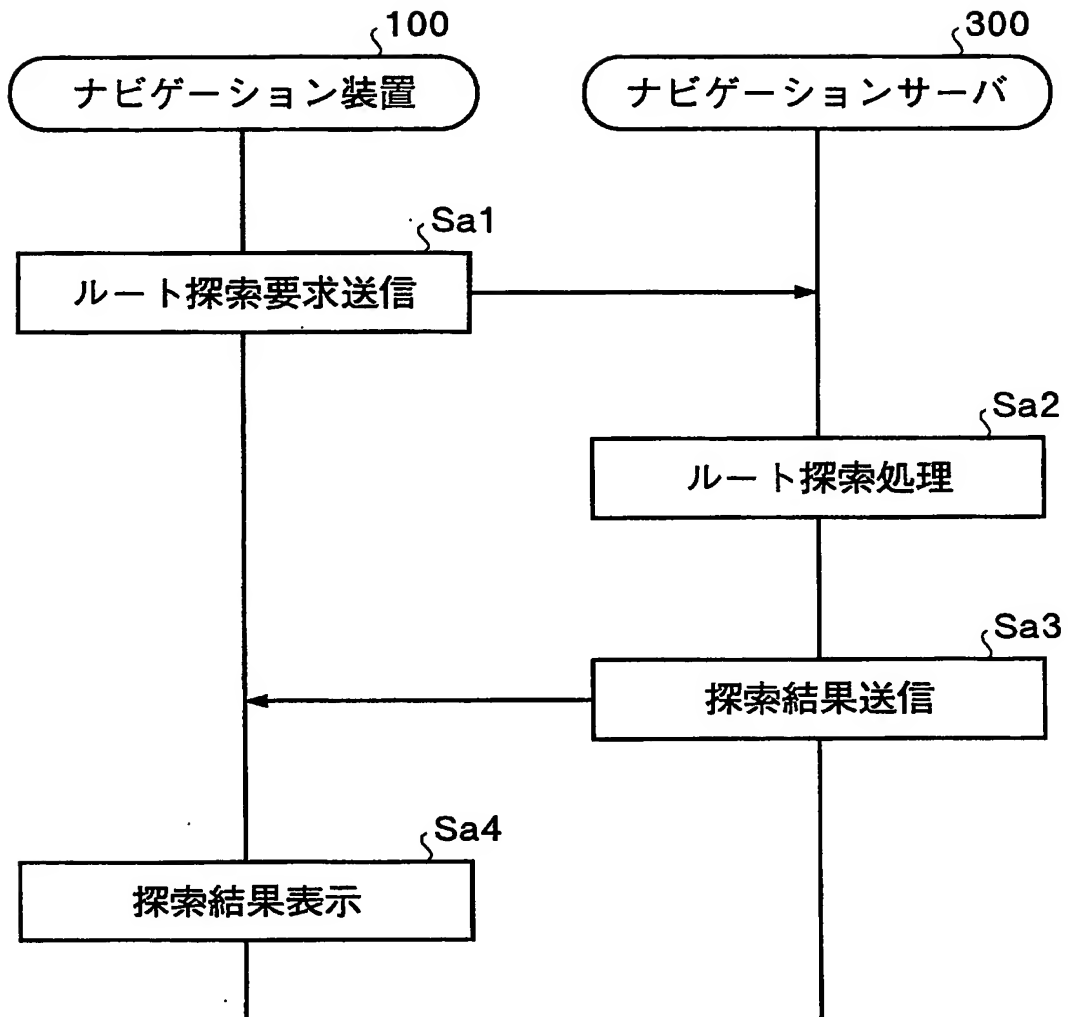 100
300
ナビゲーション装置
ナビゲーションサーバ
Sa1
ルート探索要求送信
Sa2
ルート探索処理
Sa3
探索結果送信
Sa4
探索結果表示